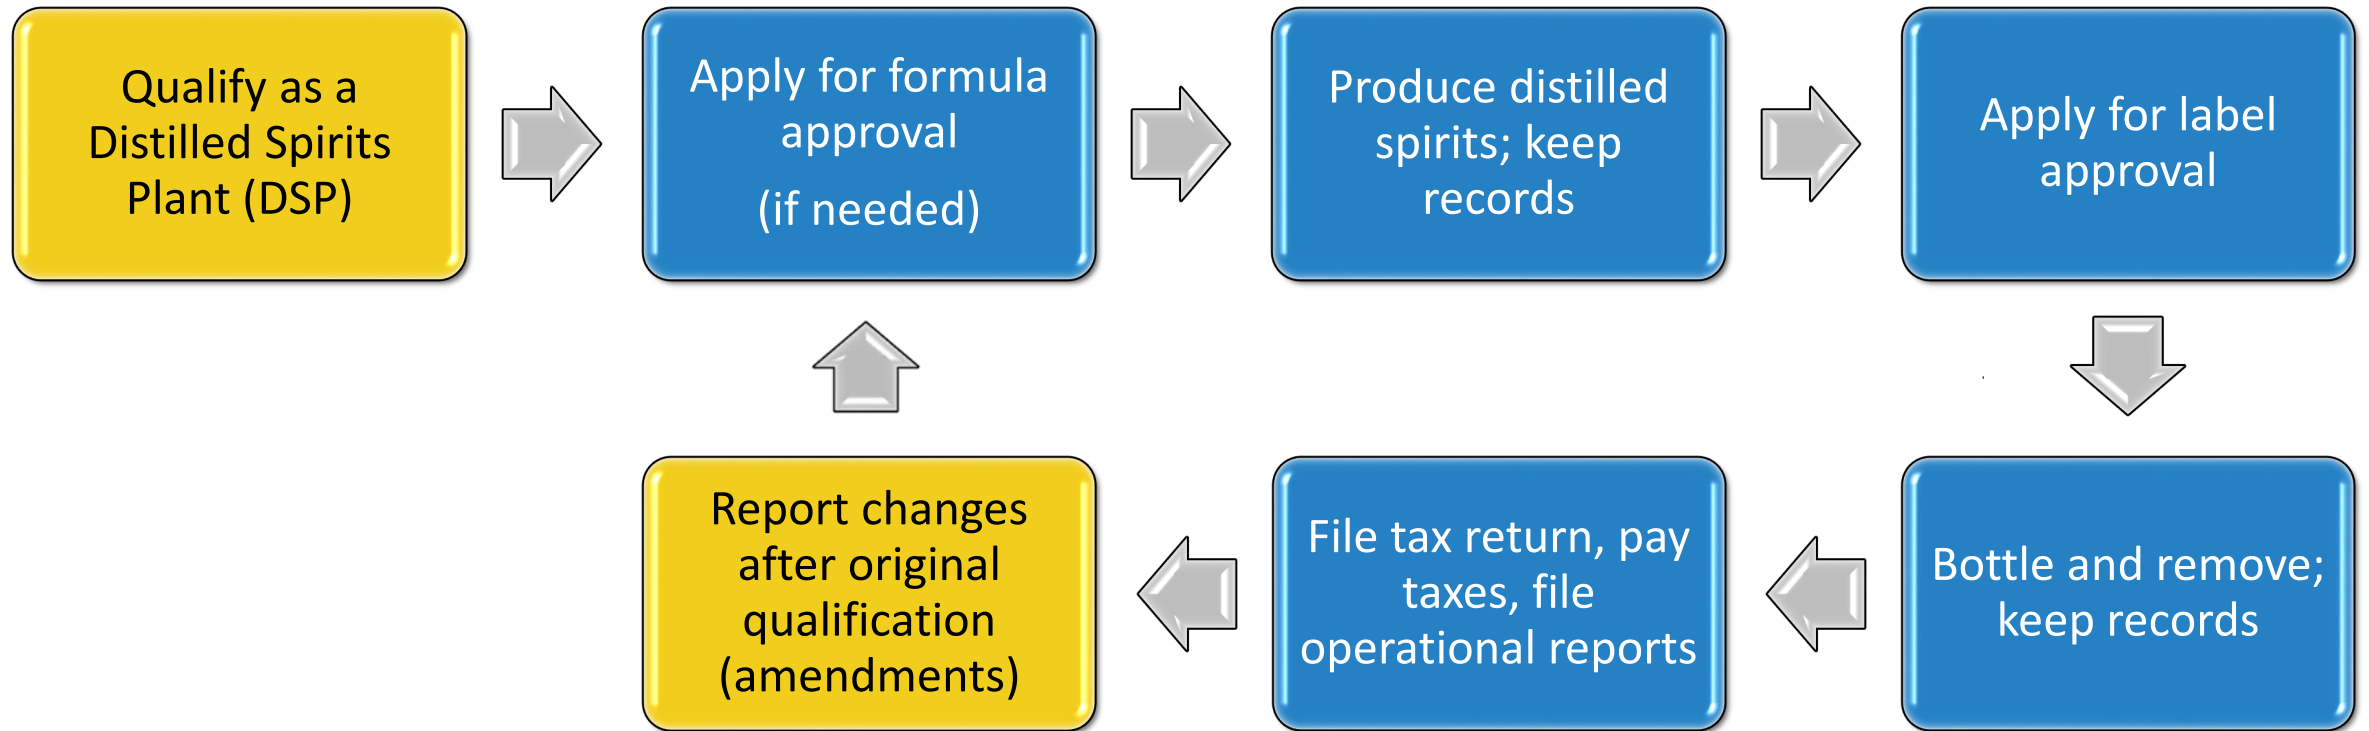 Qualify as a
Distilled Spirits
Plant (DSP)
Apply for formula
approval
(if needed)
Produce distilled
spirits; keep
records
Apply for label
approval
Bottle and remove;
keep records
File tax return, pay
taxes, file
operational reports
Report changes
after original
qualification
(amendments)